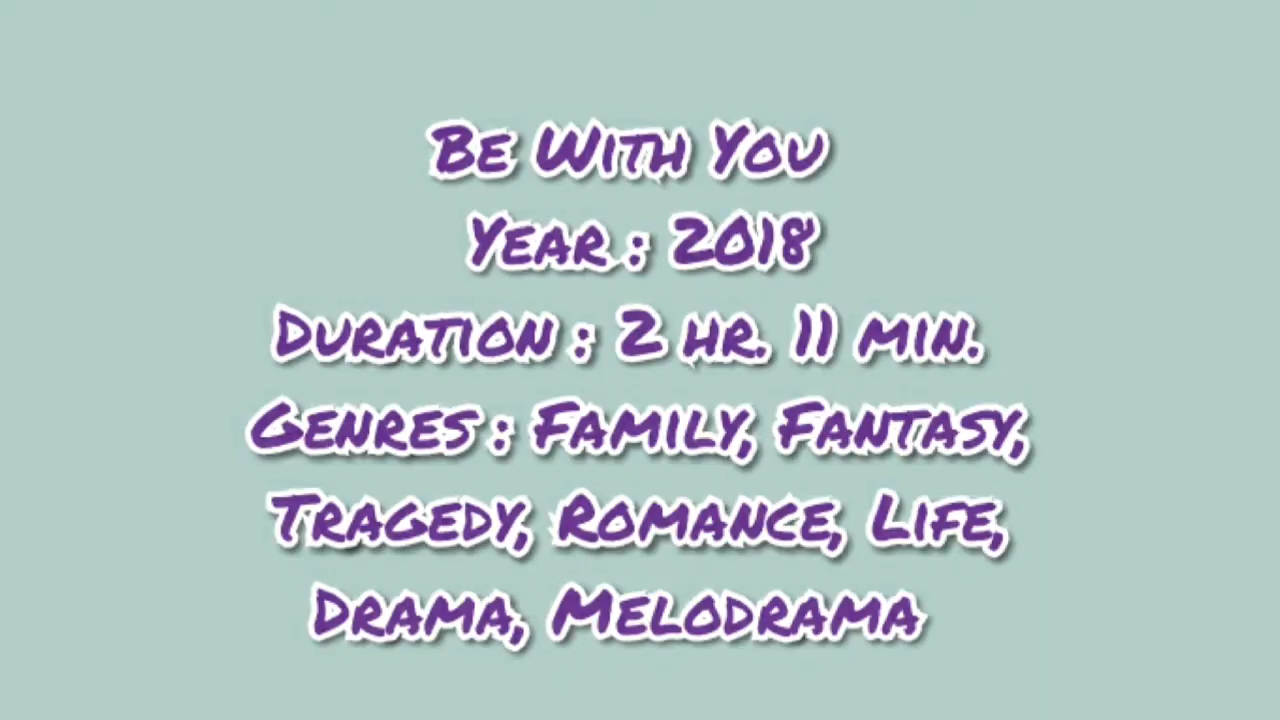 Be With You
Year : 2018
Duration : 2 hr. 11 min.
Genres : Family, Fantasy,
Tragedy, Romance, Life,
Drama, Melodrama